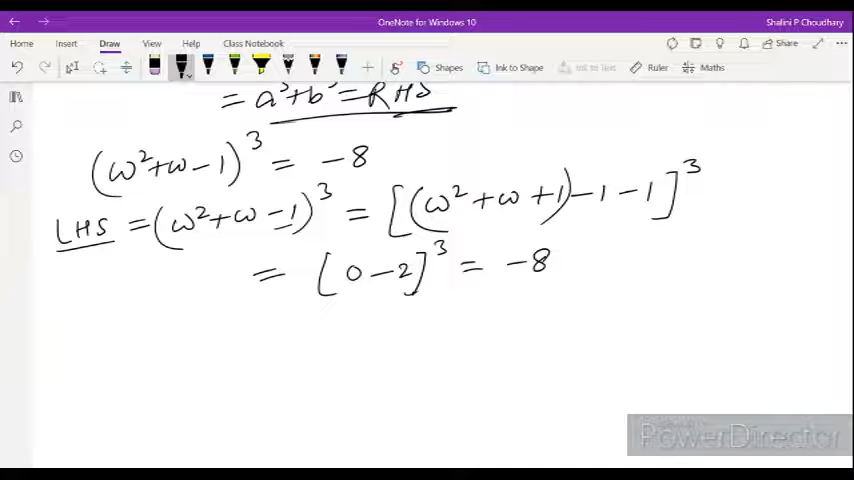 OneNote for Windows 10
Shalini P Choudhary
Home Insert Draw View Help Class Notebook
Share
Shapes Ink to Shape Ink to Text Ruler Maths
= a³+b³ = RHS
(ω²+ω-1)³ = -8
LHS = (ω²+ω-1)³ = [(ω²+ω+1)-1-1]³
= [0-2]³ = -8
PowerDirector